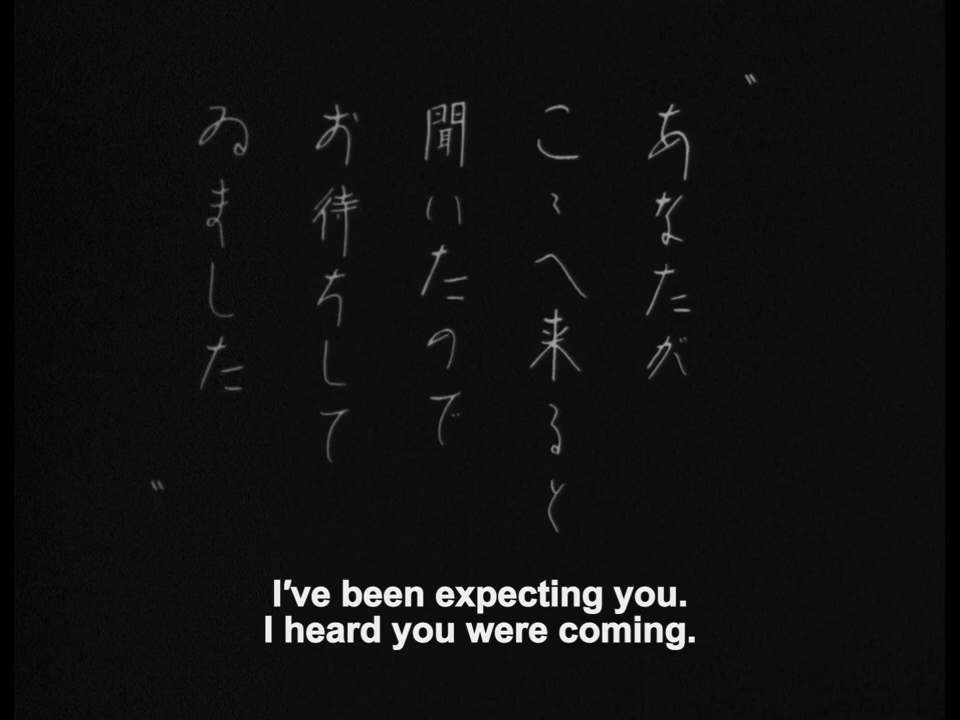 〝あなたが
こゝへ来ると
聞いたので
お待ちして
ゐました〟
I've been expecting you.
I heard you were coming.